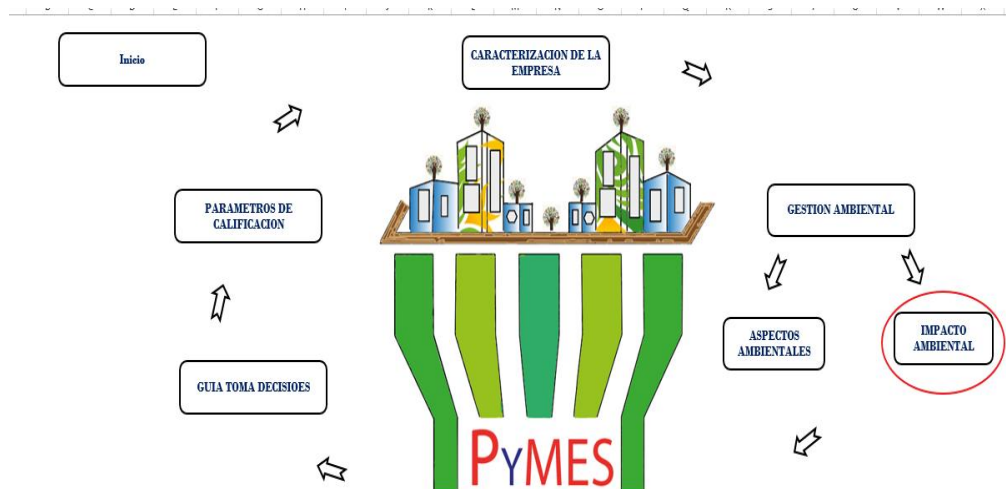 Inicio
CARACTERIZACION DE LA
EMPRESA
PARAMETROS DE
CALIFICACION
GESTION AMBIENTAL
ASPECTOS
AMBIENTALES
IMPACTO
AMBIENTAL
GUIA TOMA DECISIOES
PyMES